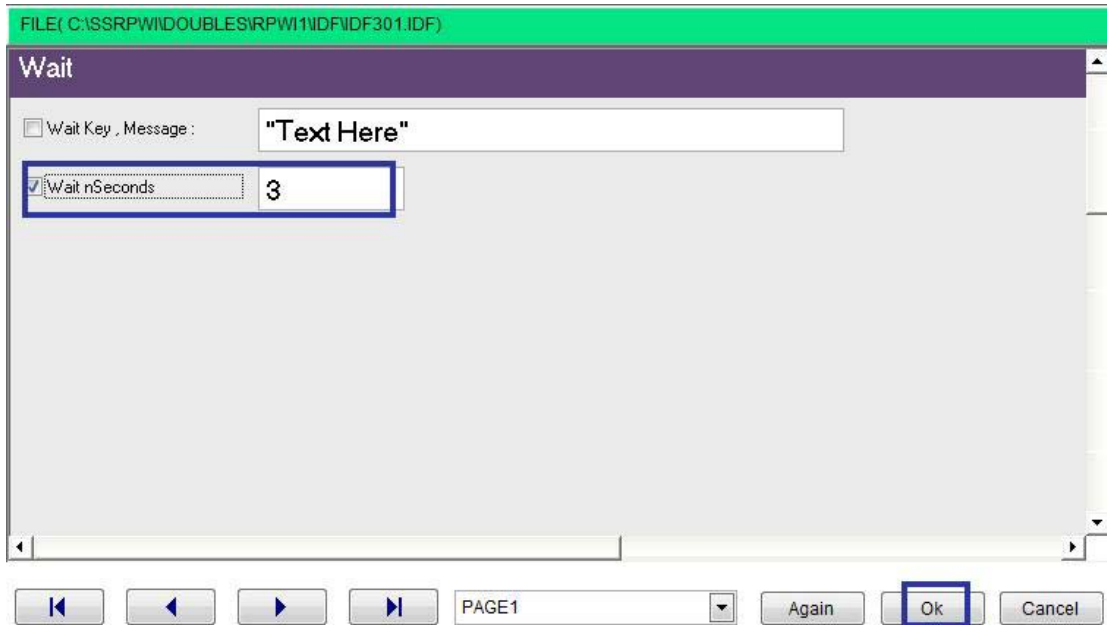 FILE( C:\SSRPWI\DOUBLES\RPWI1\IDF\IDF301.IDF)
Wait
Wait Key , Message : "Text Here"
Wait nSeconds 3
PAGE1 Again Ok Cancel